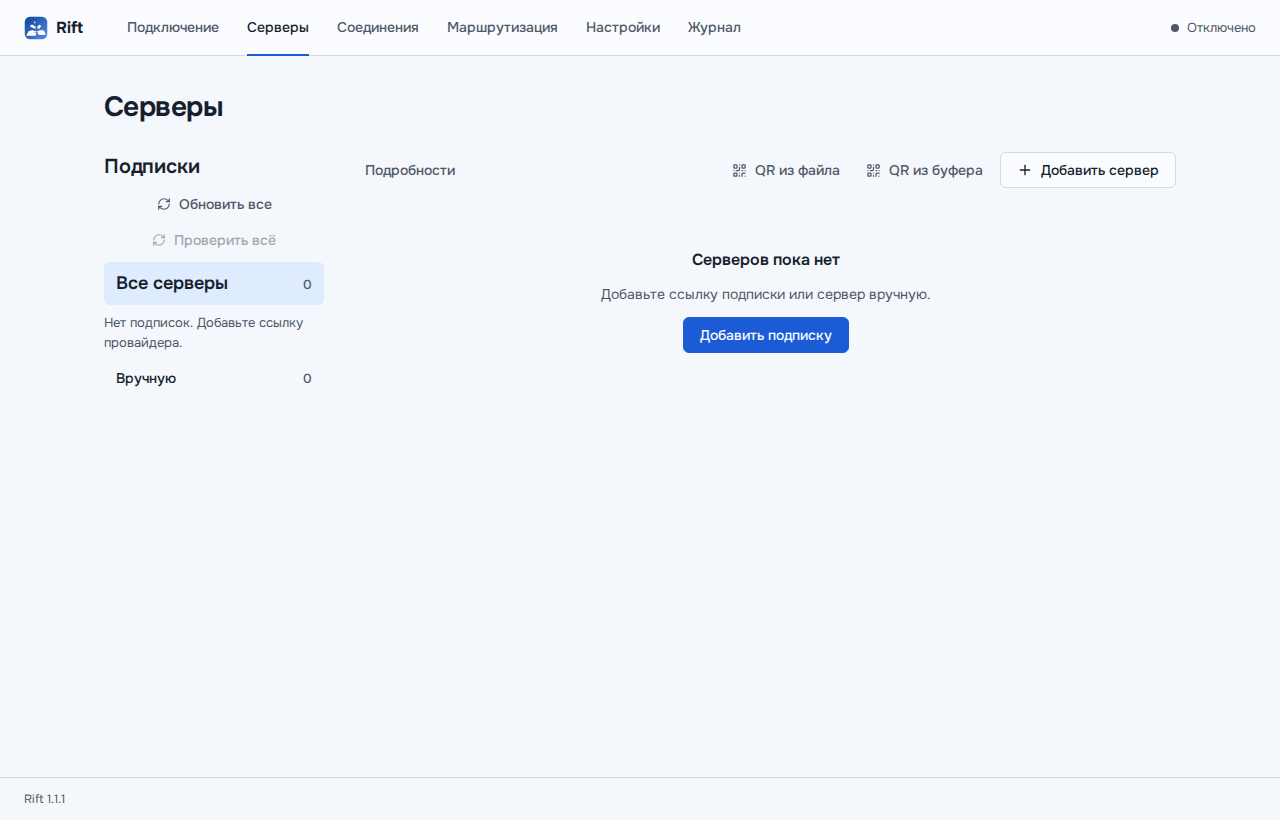 Rift
Подключение
Серверы
Соединения
Маршрутизация
Настройки
Журнал
Отключено
Серверы
Подписки
Обновить все
Проверить всё
Все серверы 0
Нет подписок. Добавьте ссылку
провайдера.
Вручную 0
Подробности
QR из файла
QR из буфера
Добавить сервер
Серверов пока нет
Добавьте ссылку подписки или сервер вручную.
Добавить подписку
Rift 1.1.1